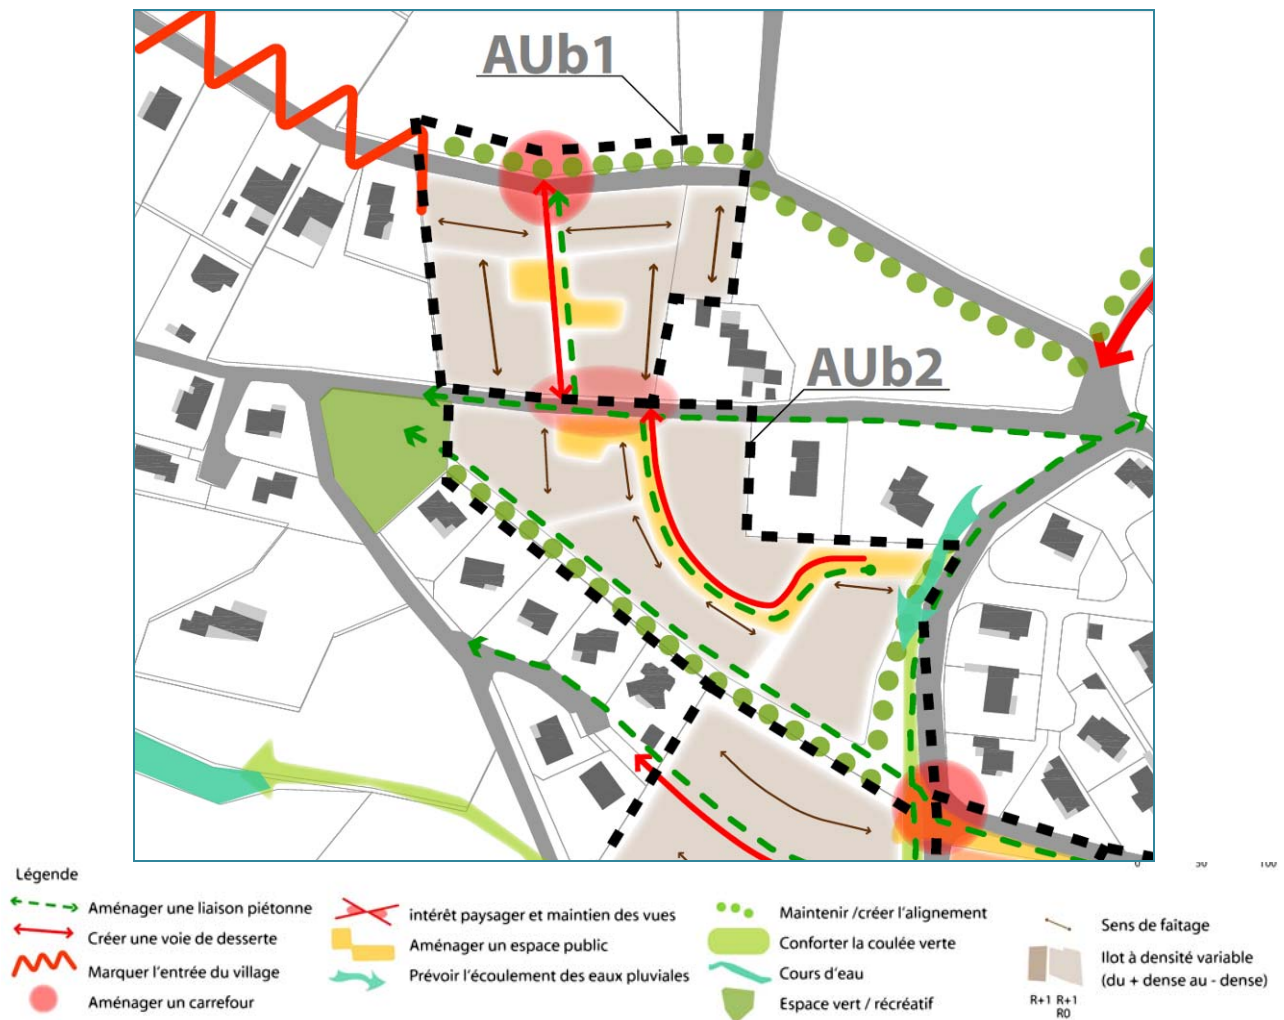 AUb1
AUb2
0 50 100
Légende
Aménager une liaison piétonne
Créer une voie de desserte
Marquer l'entrée du village
Aménager un carrefour
intérêt paysager et maintien des vues
Aménager un espace public
Prévoir l'écoulement des eaux pluviales
Maintenir /créer l'alignement
Conforter la coulée verte
Cours d'eau
Espace vert / récréatif
Sens de faîtage
Ilot à densité variable
(du + dense au - dense)
R+1 R+1
R0